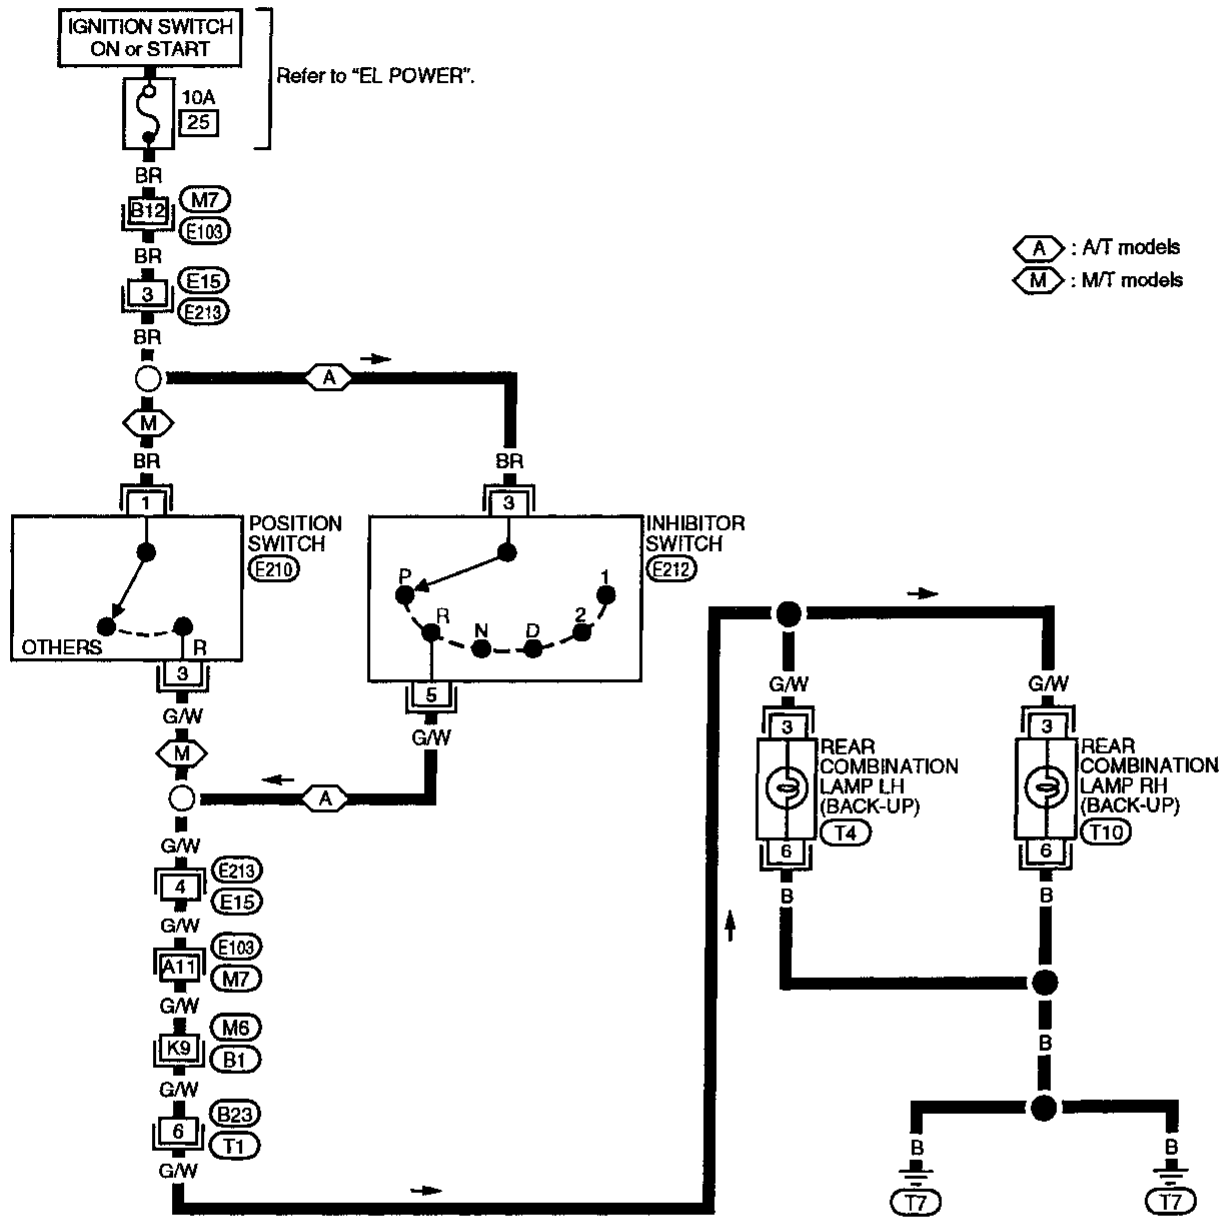 IGNITION SWITCH
ON or START
Refer to "EL POWER".
10A
25
BR
B12
M7
E103
BR
3
E15
E213
BR
A : A/T models
M : M/T models
A
M
BR
BR
1
3
POSITION
SWITCH
E210
OTHERS
R
INHIBITOR
SWITCH
E212
P
R
N
D
2
1
3
5
G/W
G/W
M
A
G/W
4
E213
E15
G/W
A11
E103
M7
G/W
K9
M6
B1
G/W
6
B23
T1
G/W
G/W
G/W
3
3
REAR
COMBINATION
LAMP LH
(BACK-UP)
T4
REAR
COMBINATION
LAMP RH
(BACK-UP)
T10
6
6
B
B
B
B
B
T7
T7